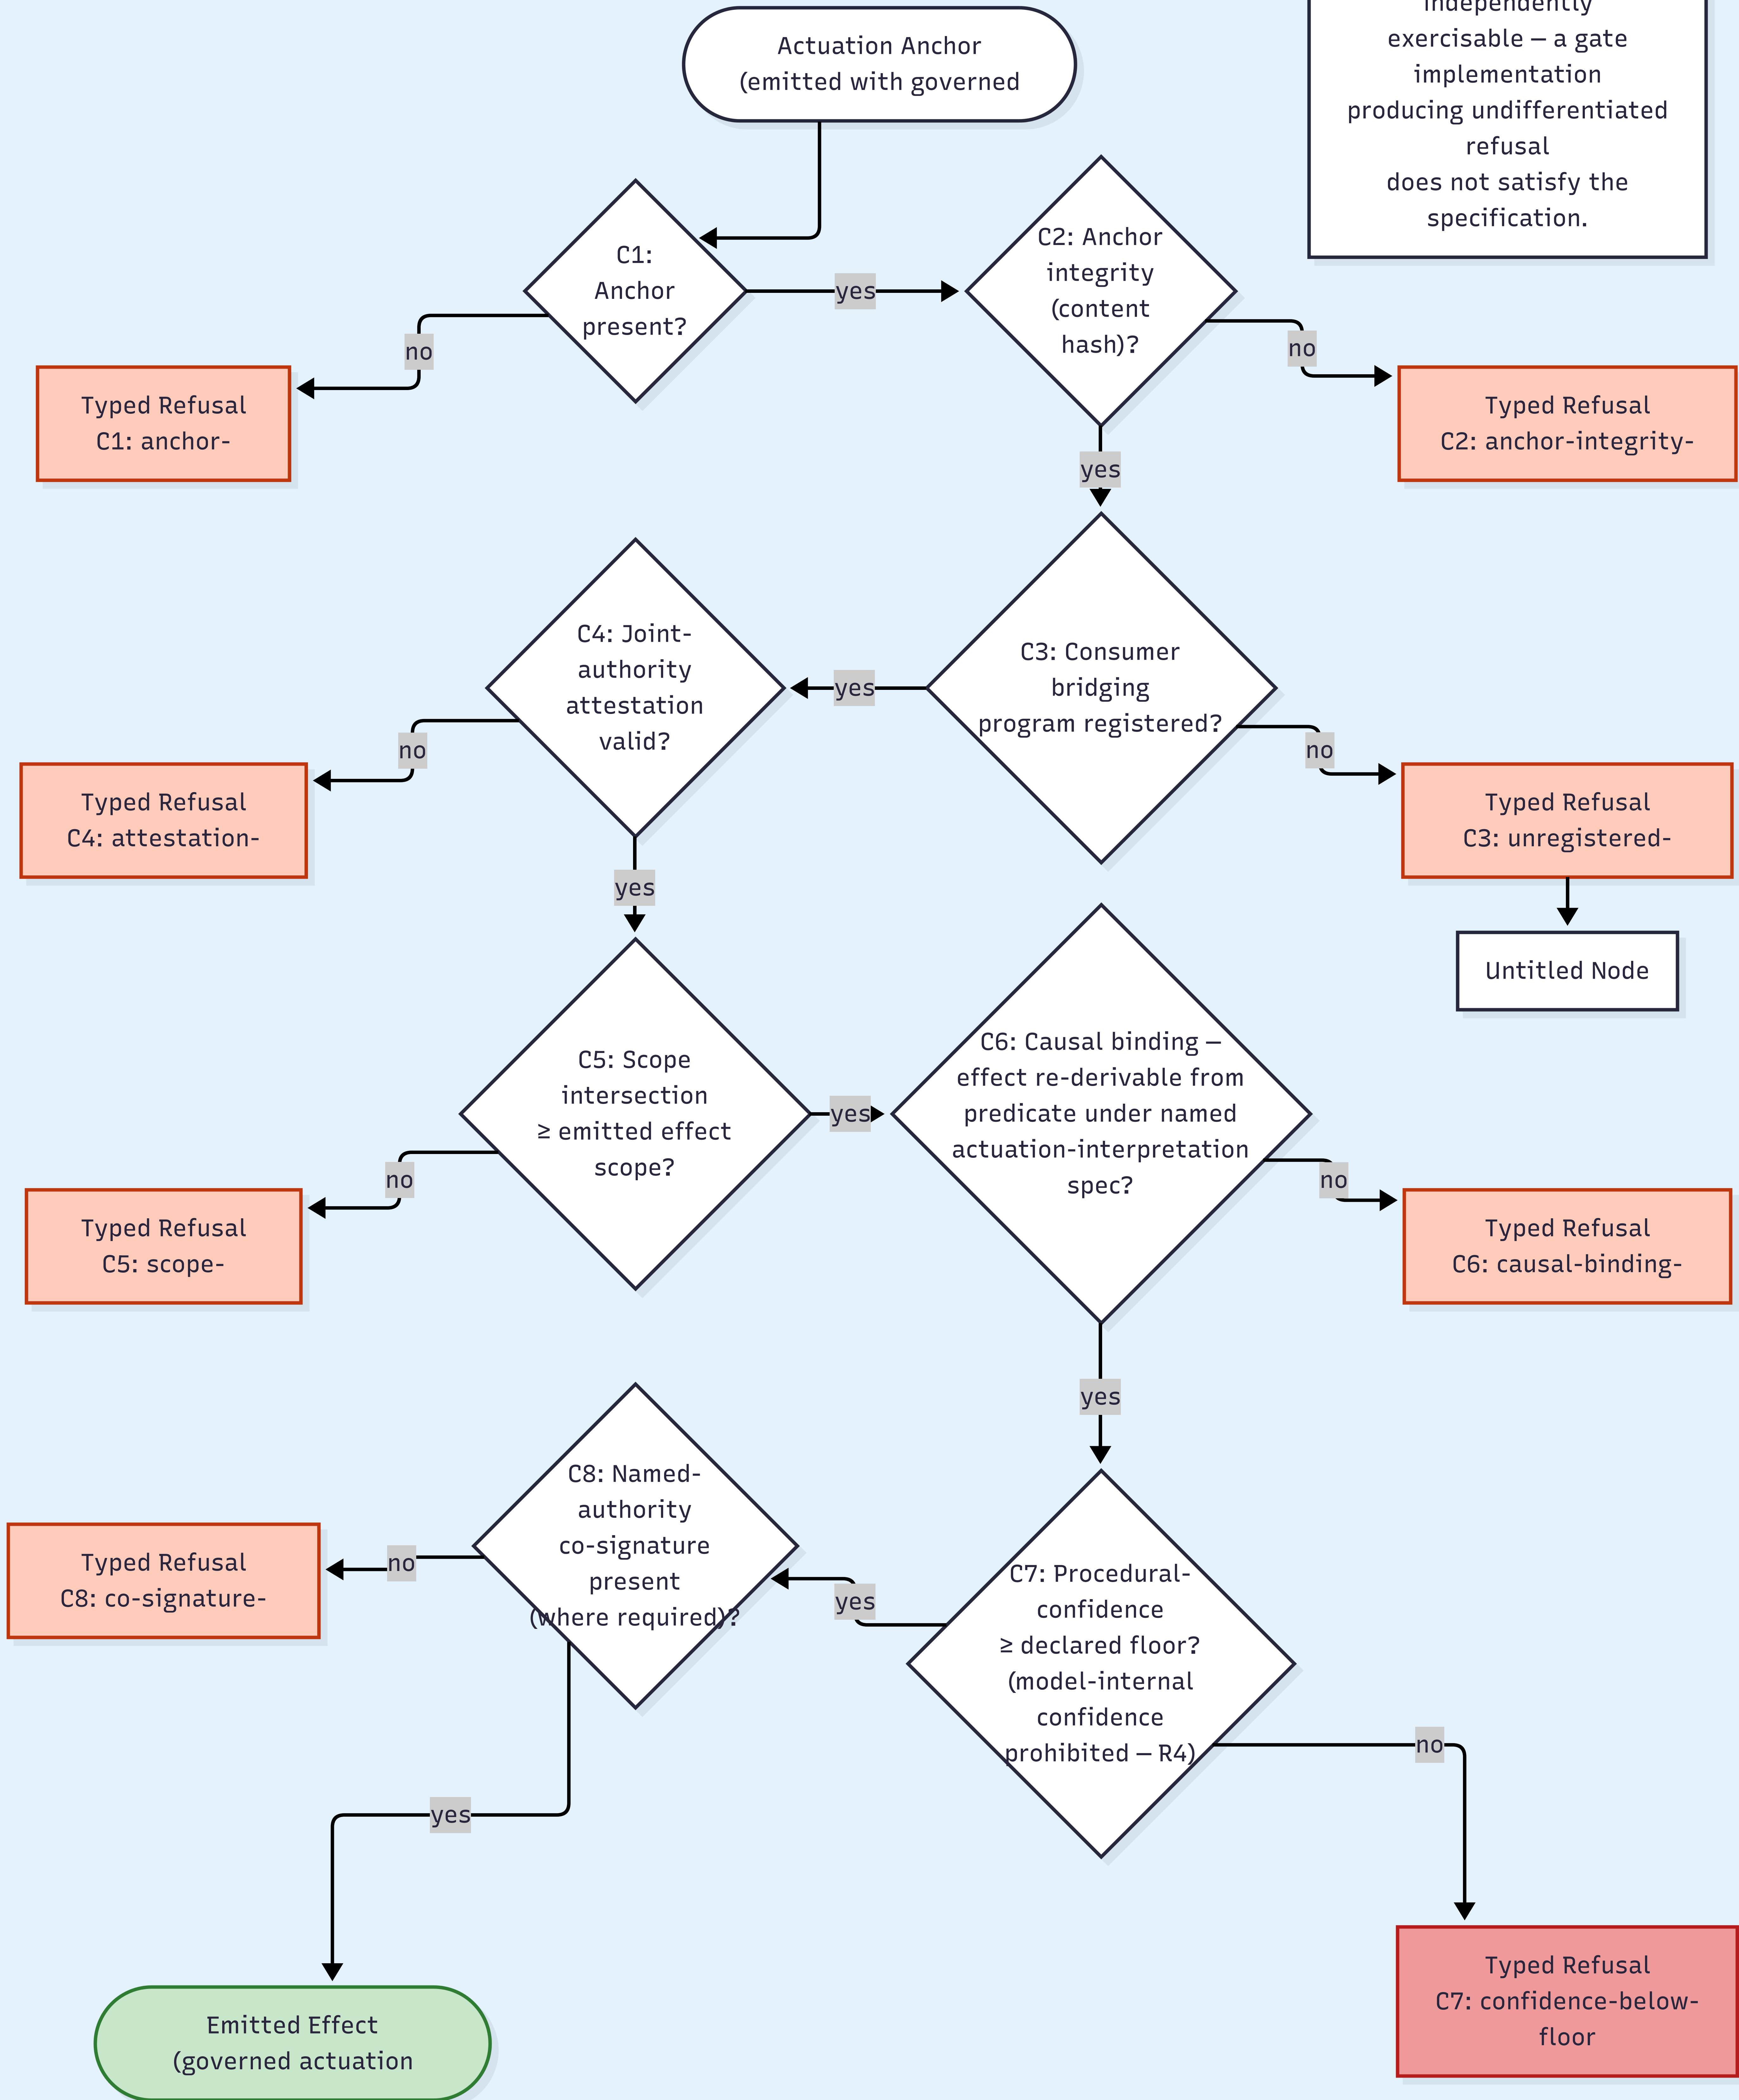 Actuation Anchor
(emitted with governed
independently
exercisable — a gate
implementation
producing undifferentiated
refusal
does not satisfy the
specification.
C1:
Anchor
present?
yes
C2: Anchor
integrity
(content
hash)?
no
no
Typed Refusal
C1: anchor-
Typed Refusal
C2: anchor-integrity-
yes
C4: Joint-
authority
attestation
valid?
yes
C3: Consumer
bridging
program registered?
no
no
Typed Refusal
C4: attestation-
Typed Refusal
C3: unregistered-
yes
Untitled Node
C5: Scope
intersection
≥ emitted effect
scope?
yes
C6: Causal binding —
effect re-derivable from
predicate under named
actuation-interpretation
spec?
no
no
Typed Refusal
C5: scope-
Typed Refusal
C6: causal-binding-
yes
C8: Named-
authority
co-signature
present
(where required)?
no
Typed Refusal
C8: co-signature-
yes
C7: Procedural-
confidence
≥ declared floor?
(model-internal
confidence
prohibited — R4)
no
yes
Typed Refusal
C7: confidence-below-
floor
Emitted Effect
(governed actuation